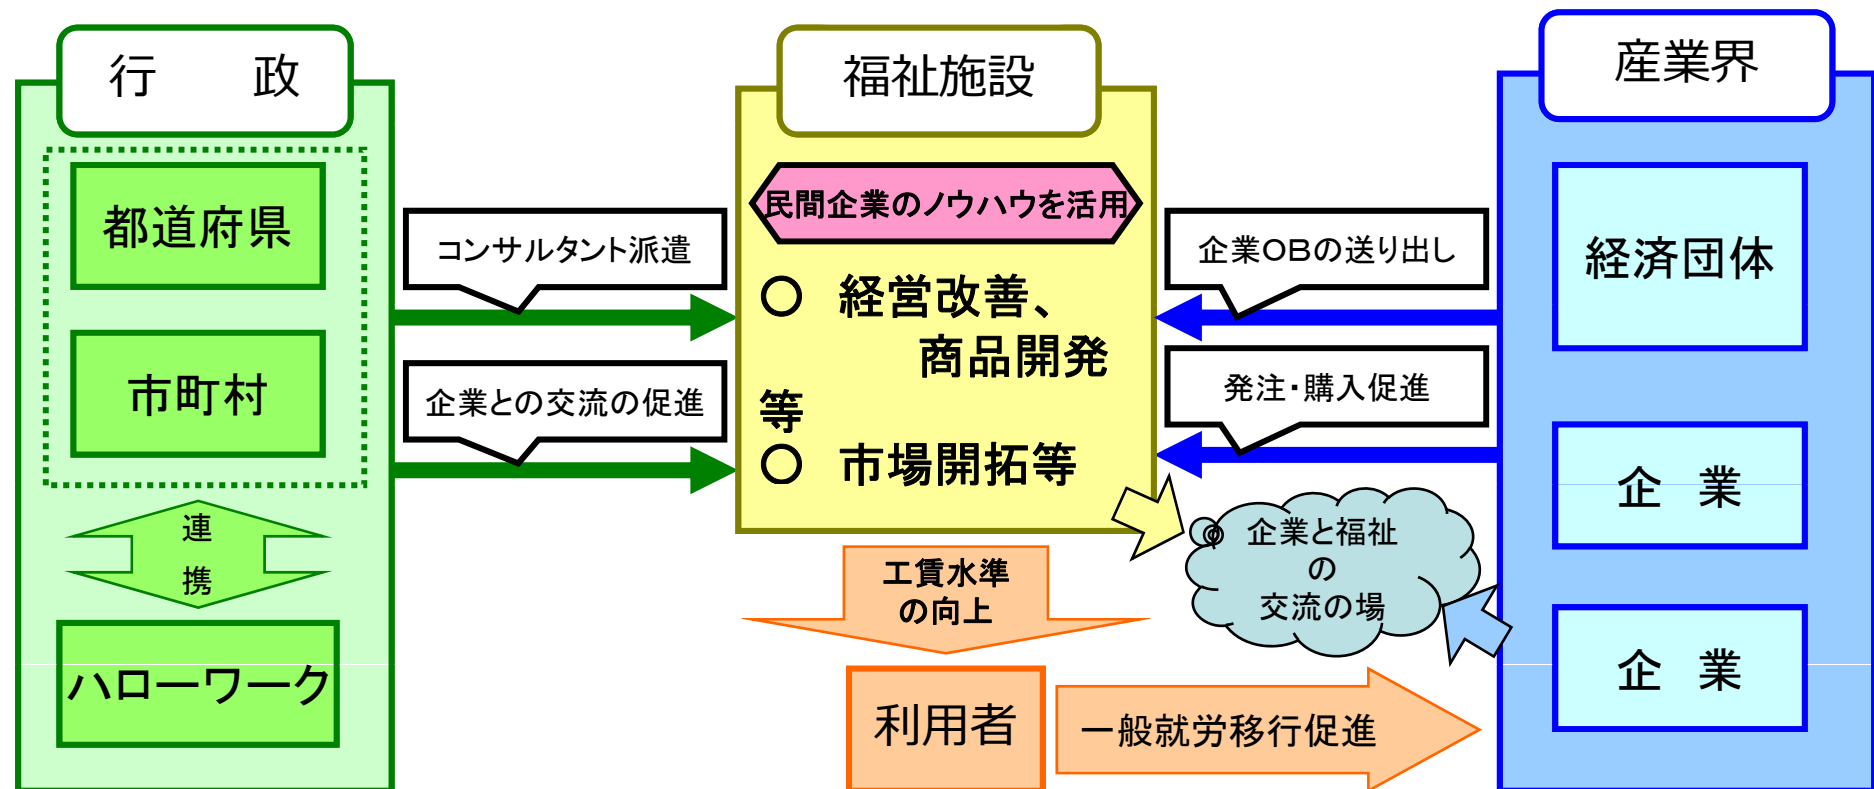 行　　政
都道府県
市町村
連
携
ハローワーク
コンサルタント派遣
企業との交流の促進
福祉施設
民間企業のノウハウを活用
○　経営改善、
商品開発
等
○　市場開拓等
工賃水準
の向上
利用者
一般就労移行促進
企業OBの送り出し
発注・購入促進
企業と福祉
の
交流の場
産業界
経済団体
企　業
企　業